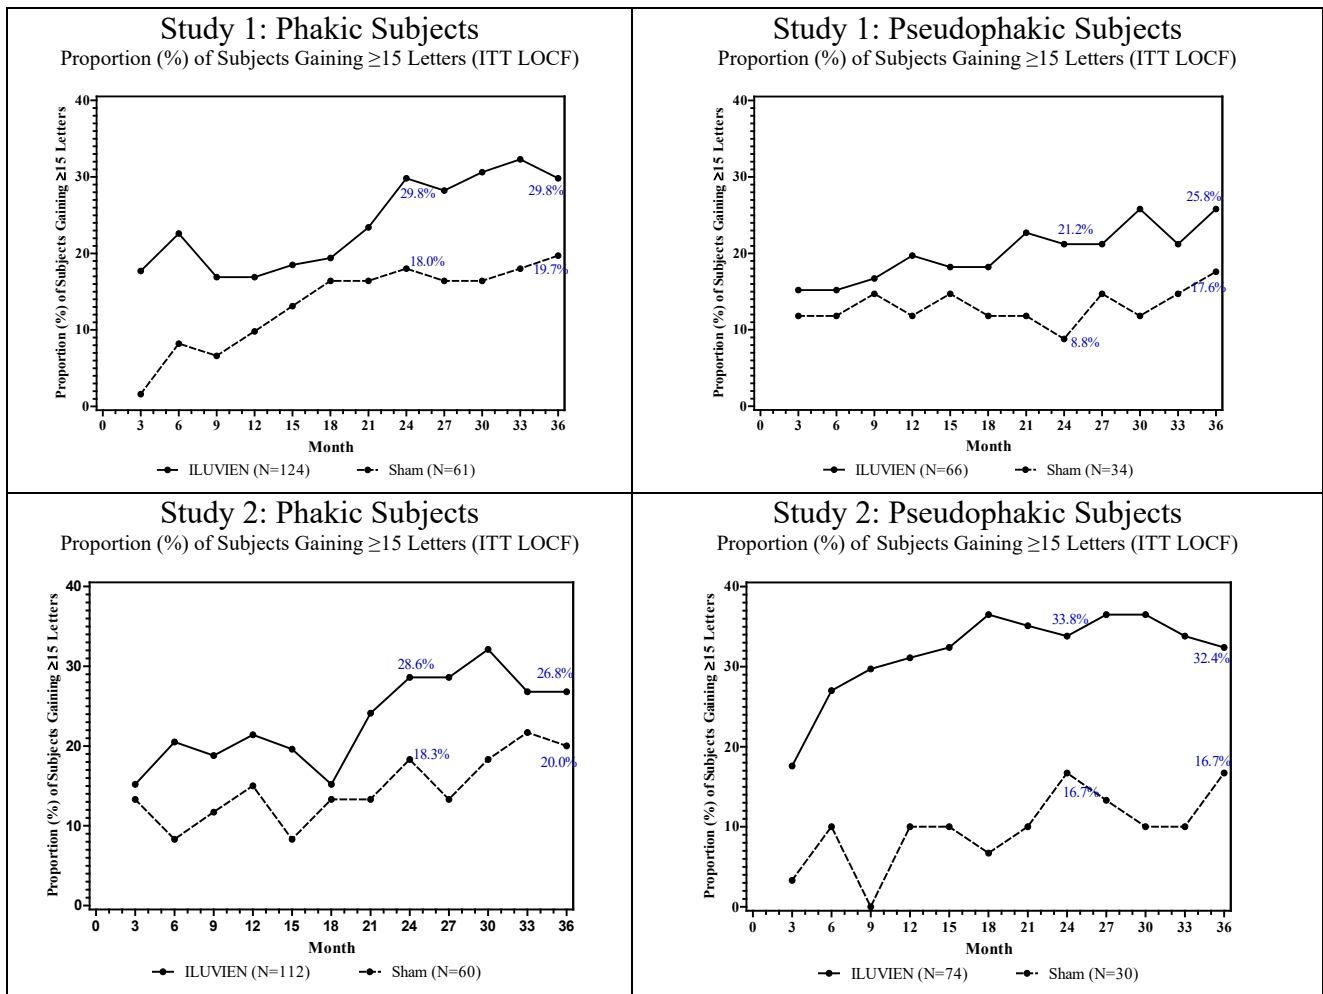 Study 1: Phakic Subjects
Proportion (%) of Subjects Gaining ≥15 Letters (ITT LOCF)
Proportion (%) of Subjects Gaining ≥15 Letters
40
30
20
10
0
29.8%
29.8%
18.0%
19.7%
0 3 6 9 12 15 18 21 24 27 30 33 36
Month
ILUVIEN (N=124) Sham (N=61)
Study 1: Pseudophakic Subjects
Proportion (%) of Subjects Gaining ≥15 Letters (ITT LOCF)
Proportion (%) of Subjects Gaining ≥15 Letters
40
30
20
10
0
25.8%
21.2%
17.6%
8.8%
0 3 6 9 12 15 18 21 24 27 30 33 36
Month
ILUVIEN (N=66) Sham (N=34)
Study 2: Phakic Subjects
Proportion (%) of Subjects Gaining ≥15 Letters (ITT LOCF)
Proportion (%) of Subjects Gaining ≥15 Letters
40
30
20
10
0
28.6%
26.8%
18.3%
20.0%
0 3 6 9 12 15 18 21 24 27 30 33 36
Month
ILUVIEN (N=112) Sham (N=60)
Study 2: Pseudophakic Subjects
Proportion (%) of Subjects Gaining ≥15 Letters (ITT LOCF)
Proportion (%) of Subjects Gaining ≥15 Letters
40
30
20
10
0
33.8%
32.4%
16.7%
16.7%
0 3 6 9 12 15 18 21 24 27 30 33 36
Month
ILUVIEN (N=74) Sham (N=30)